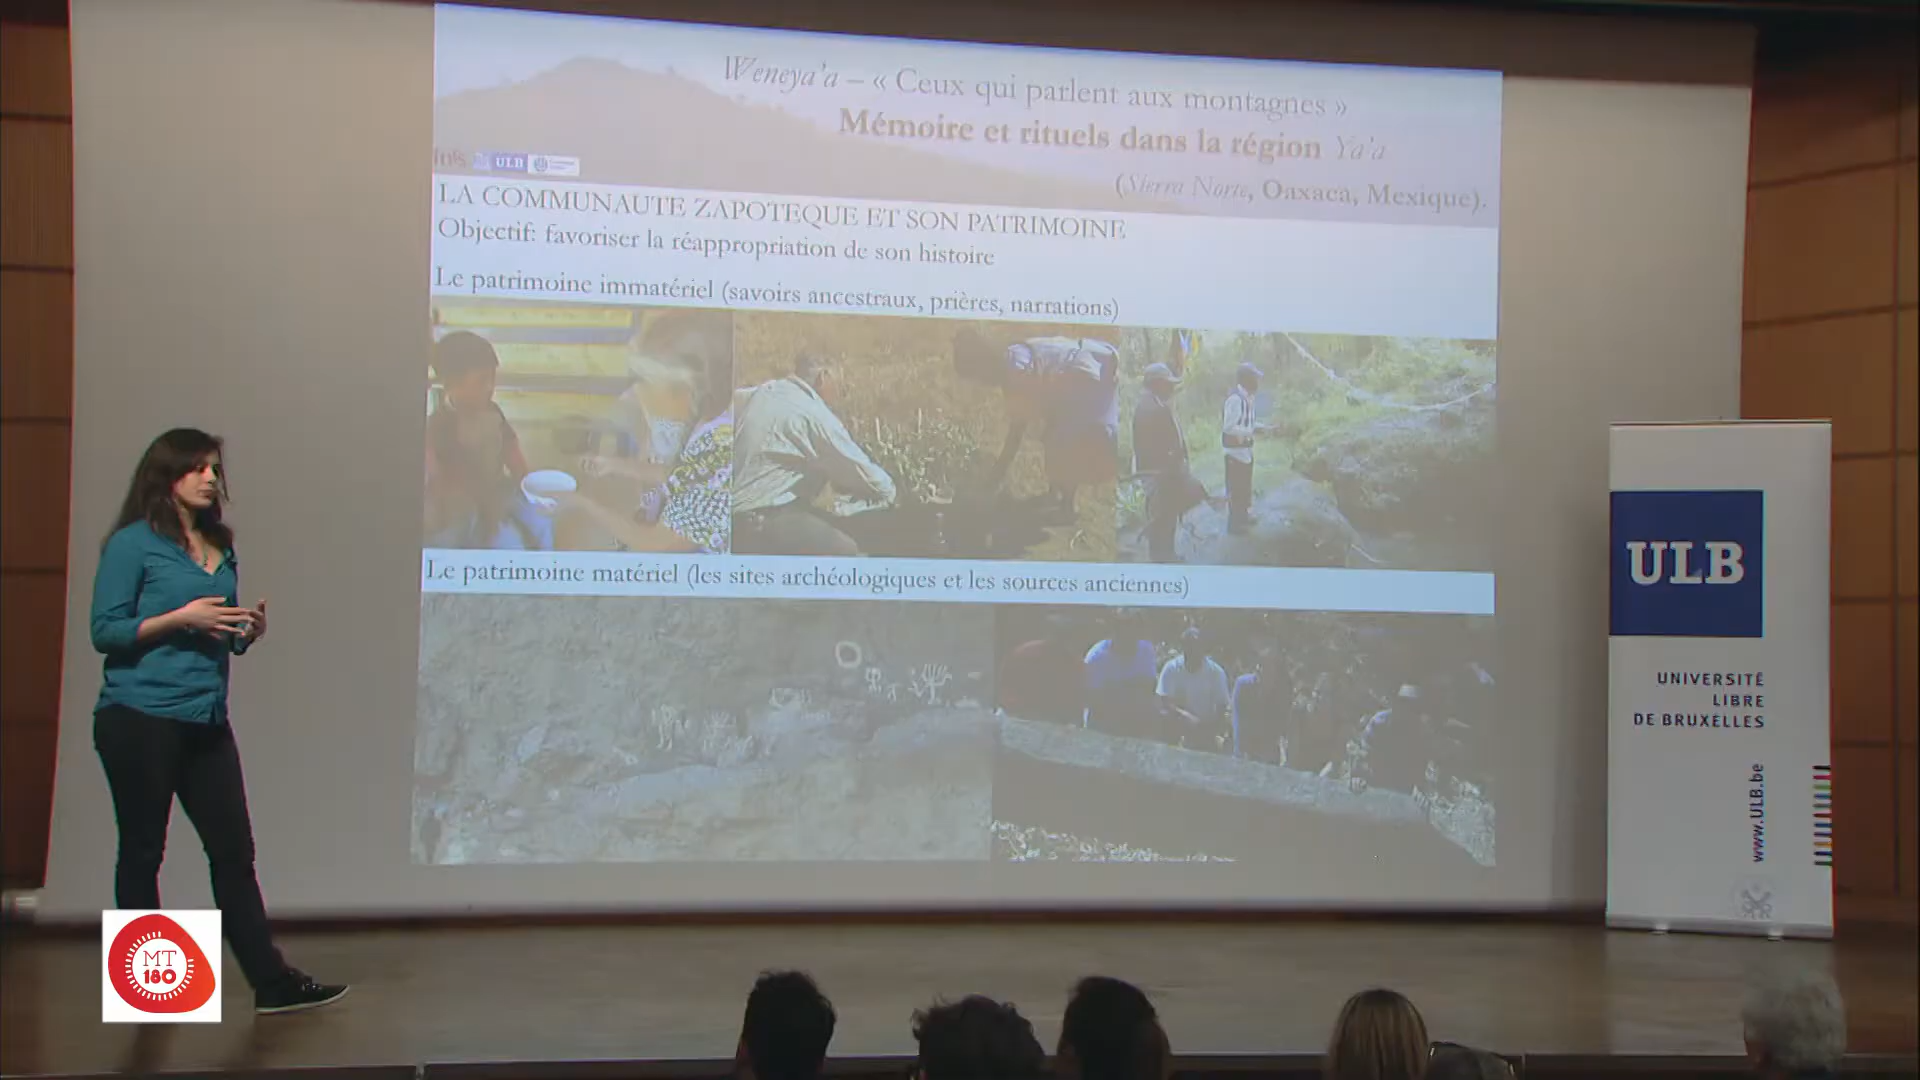 Weneya'a – « Ceux qui parlent aux montagnes »
Mémoire et rituels dans la région Ya'a
(Sierra Norte, Oaxaca, Mexique).
ULB
LA COMMUNAUTE ZAPOTEQUE ET SON PATRIMOINE
Objectif: favoriser la réappropriation de son histoire
Le patrimoine immatériel (savoirs ancestraux, prières, narrations)
Le patrimoine matériel (les sites archéologiques et les sources anciennes)
ULB
UNIVERSITÉ
LIBRE
DE BRUXELLES
www.ULB.be
MT
180